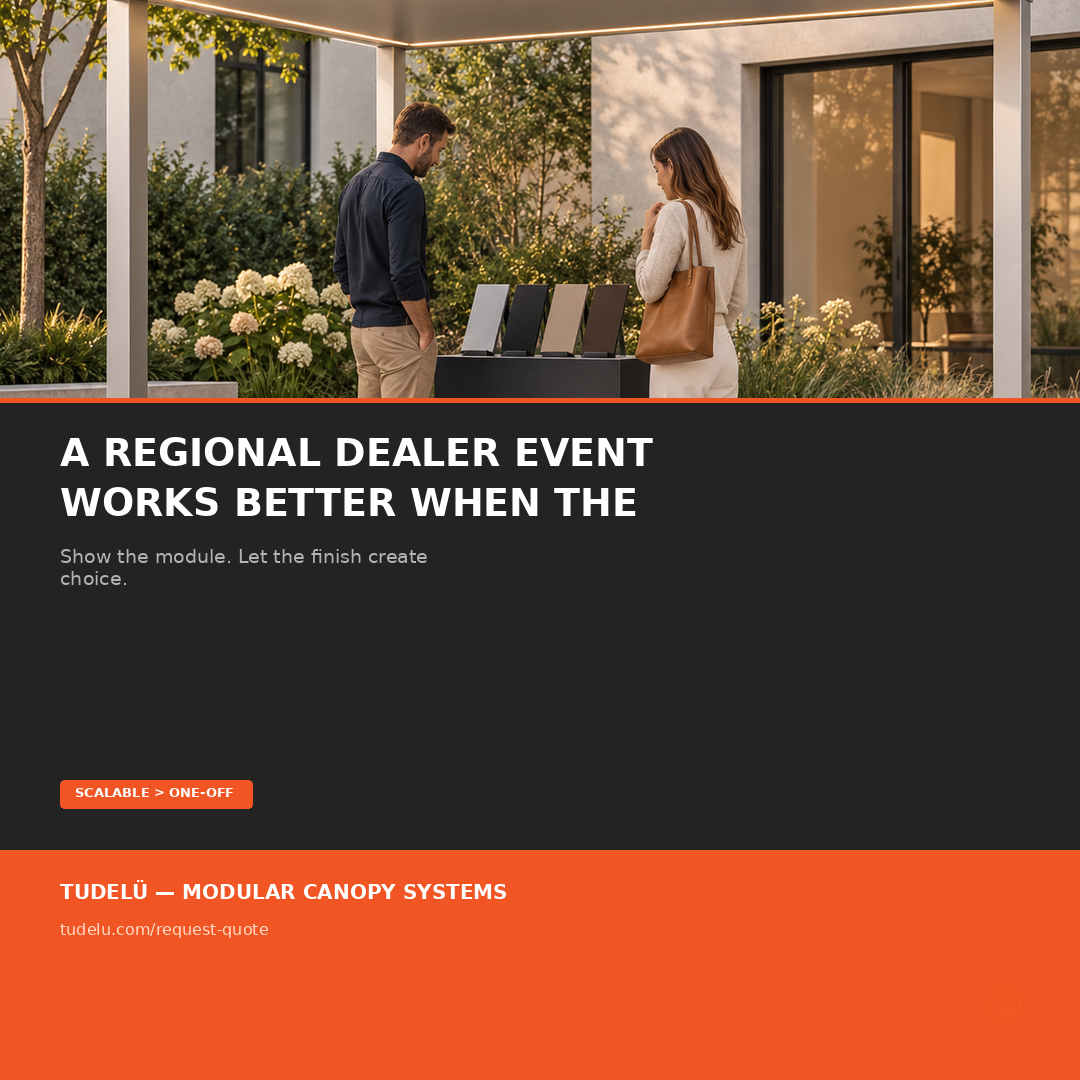 A REGIONAL DEALER EVENT
WORKS BETTER WHEN THE
Show the module. Let the finish create
choice.
SCALABLE > ONE-OFF
TUDELÜ — MODULAR CANOPY SYSTEMS
tudelu.com/request-quote